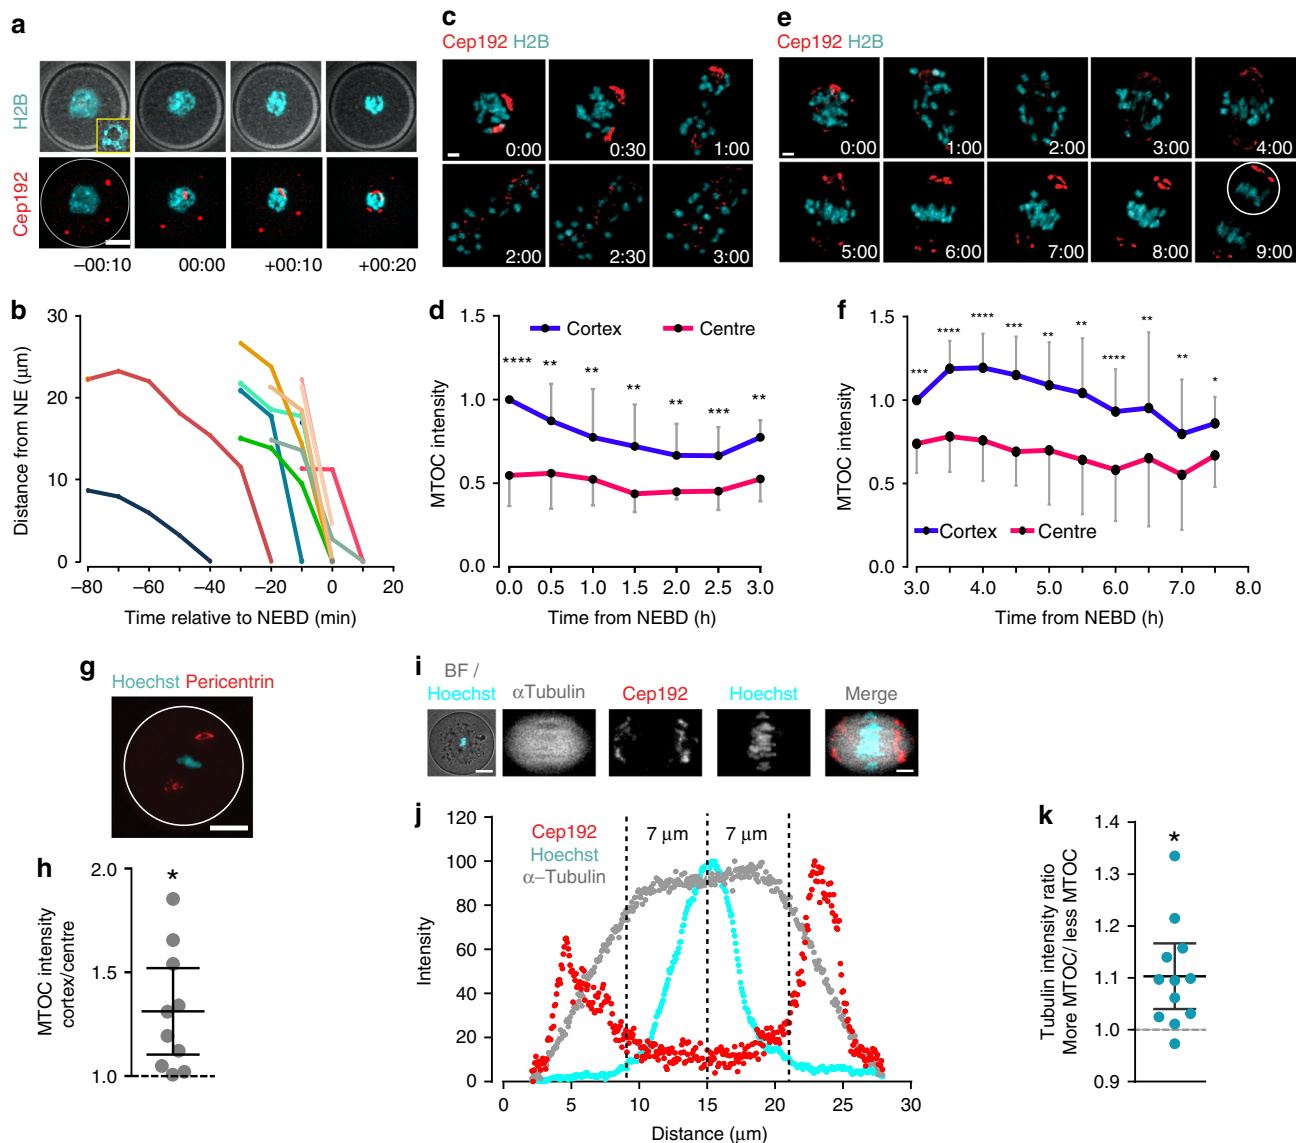 a
H2B
Cep192
–00:10 00:00 +00:10 +00:20
c
Cep192 H2B
0:00 0:30 1:00
2:00 2:30 3:00
e
Cep192 H2B
0:00 1:00 2:00 3:00 4:00
5:00 6:00 7:00 8:00 9:00
b
Distance from NE (μm)
30
20
10
0
–80 –60 –40 –20 0 20
Time relative to NEBD (min)
d
MTOC intensity
1.5
1.0
0.5
0.0
Cortex Centre
**** ** ** ** ** *** **
0.0 0.5 1.0 1.5 2.0 2.5 3.0
Time from NEBD (h)
f
MTOC intensity
1.5
1.0
0.5
0.0
*** **** **** *** ** ** **** ** ** *
Cortex Centre
3.0 4.0 5.0 6.0 7.0 8.0
Time from NEBD (h)
g
Hoechst Pericentrin
h
MTOC intensity
cortex/centre
2.0
1.5
1.0
*
i
BF /
Hoechst αTubulin Cep192 Hoechst Merge
j
Intensity
120
100
80
60
40
20
0
Cep192
Hoechst
α–Tubulin
7 μm 7 μm
0 5 10 15 20 25 30
Distance (μm)
k
Tubulin intensity ratio
More MTOC/ less MTOC
1.4
1.3
1.2
1.1
1.0
0.9
*